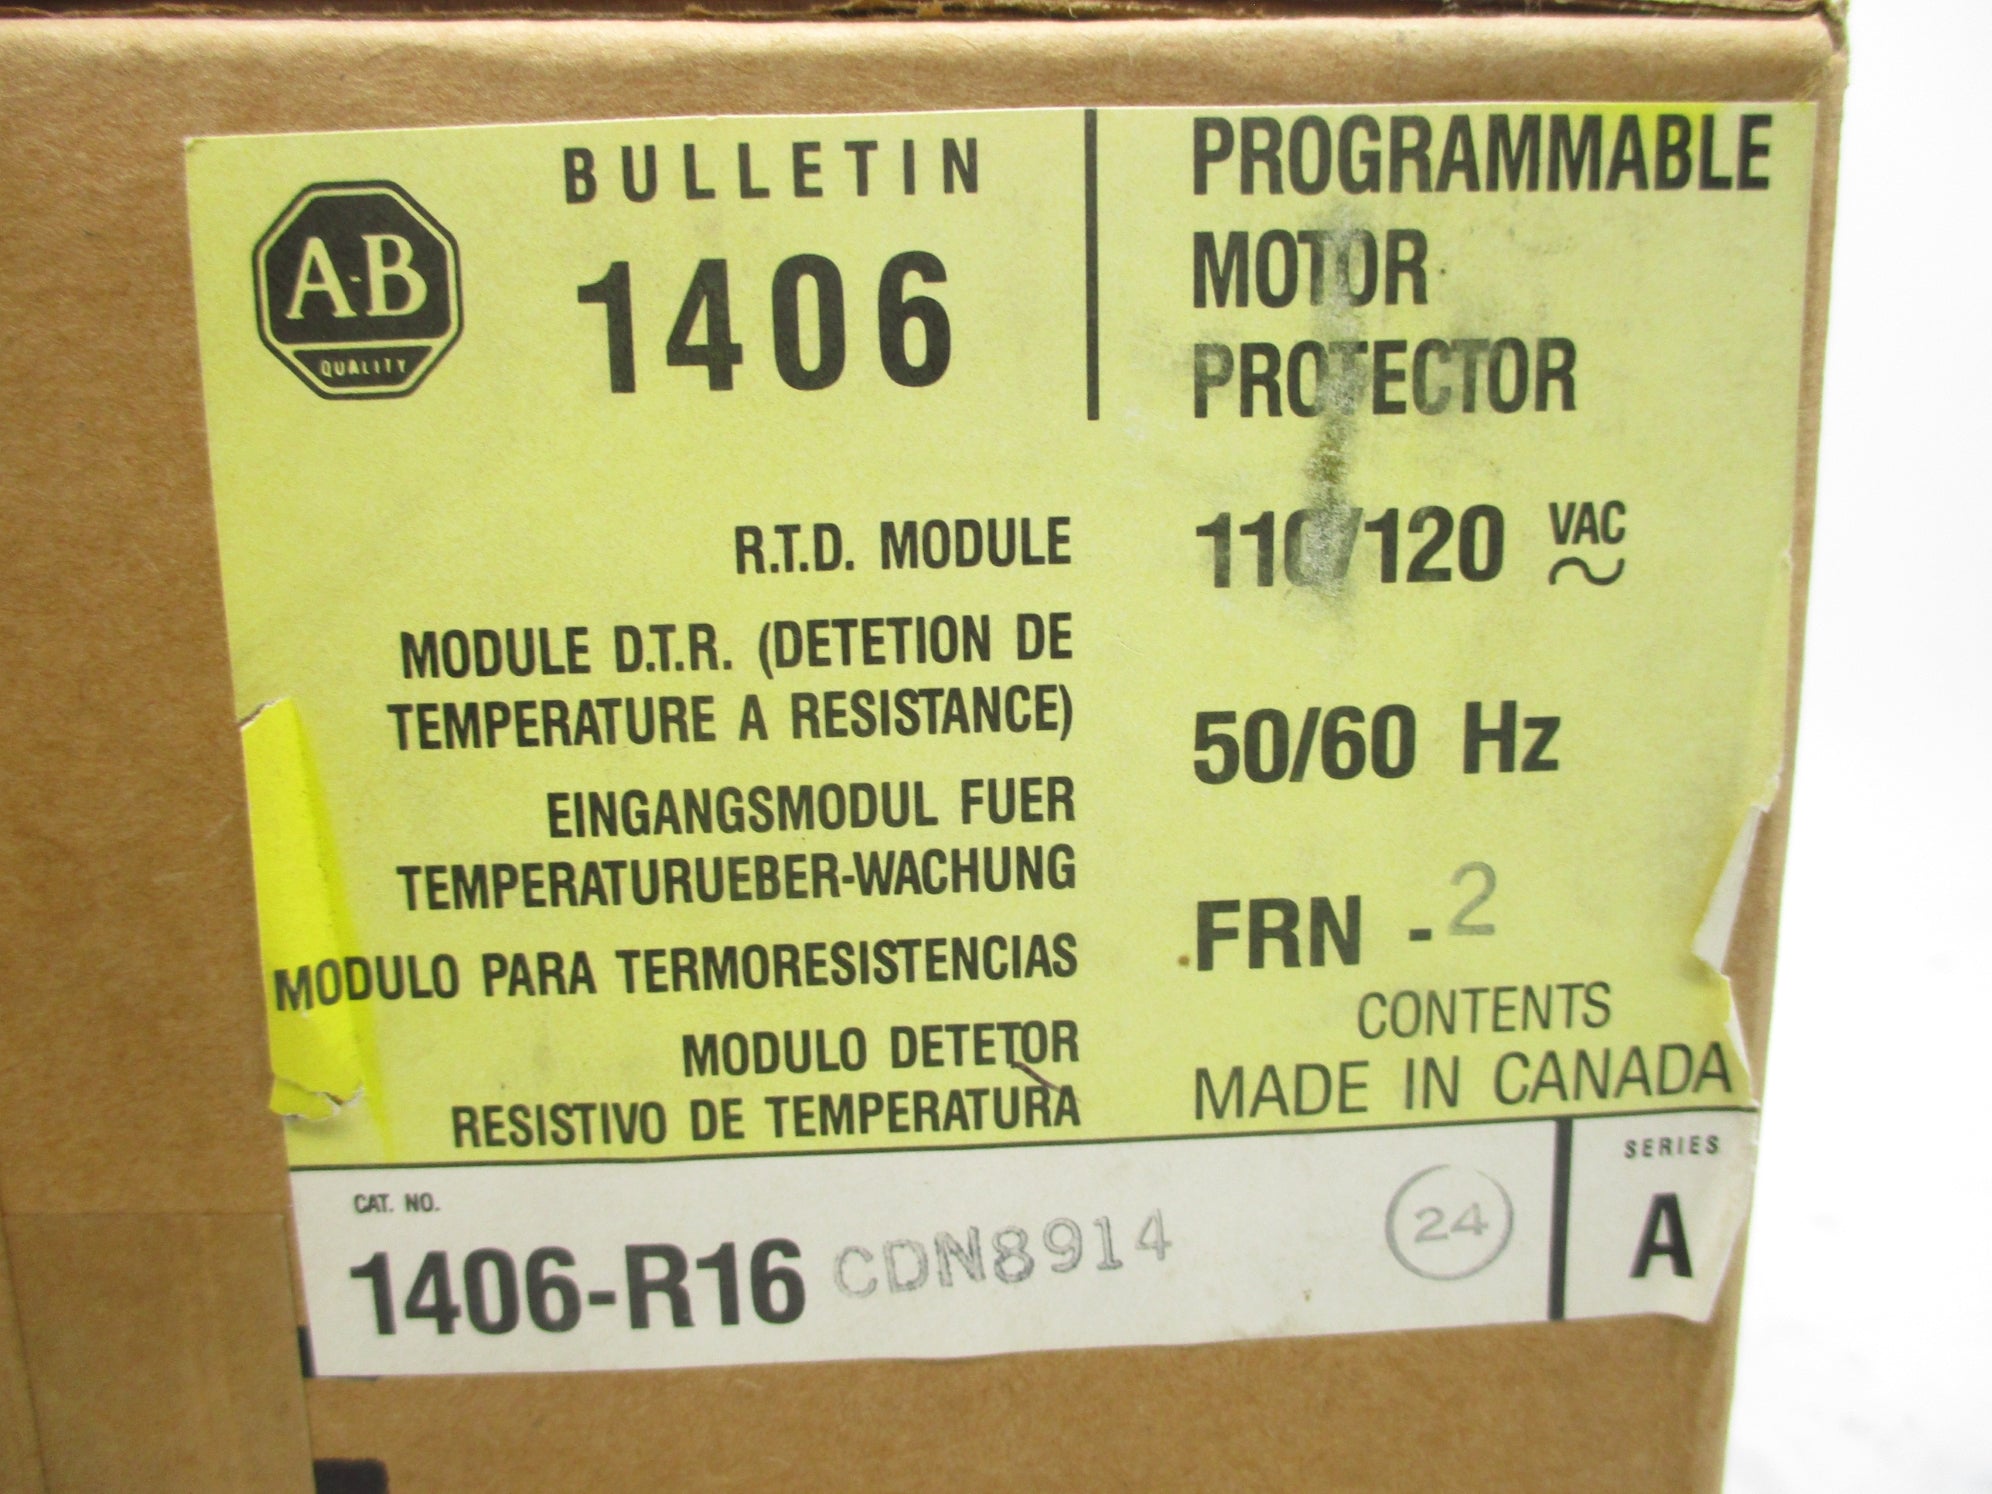 A-B
QUALITY
BULLETIN
1406
PROGRAMMABLE
MOTOR
PROTECTOR
R.T.D. MODULE
MODULE D.T.R. (DETETION DE
TEMPERATURE A RESISTANCE)
EINGANGSMODUL FUER
TEMPERATURUEBER-WACHUNG
MODULO PARA TERMORESISTENCIAS
MODULO DETETOR
RESISTIVO DE TEMPERATURA
110/120 VAC
~
50/60 Hz
FRN - 2
CONTENTS
MADE IN CANADA
CAT. NO.
1406-R16 CDN8914
24
SERIES
A